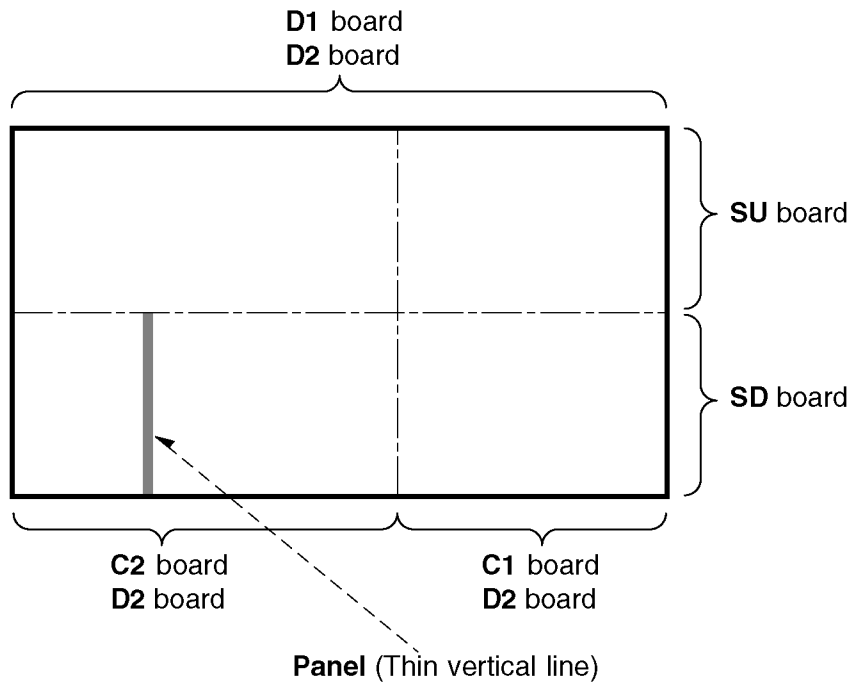 D1 board
D2 board
SU board
SD board
C2 board
D2 board
C1 board
D2 board
Panel (Thin vertical line)